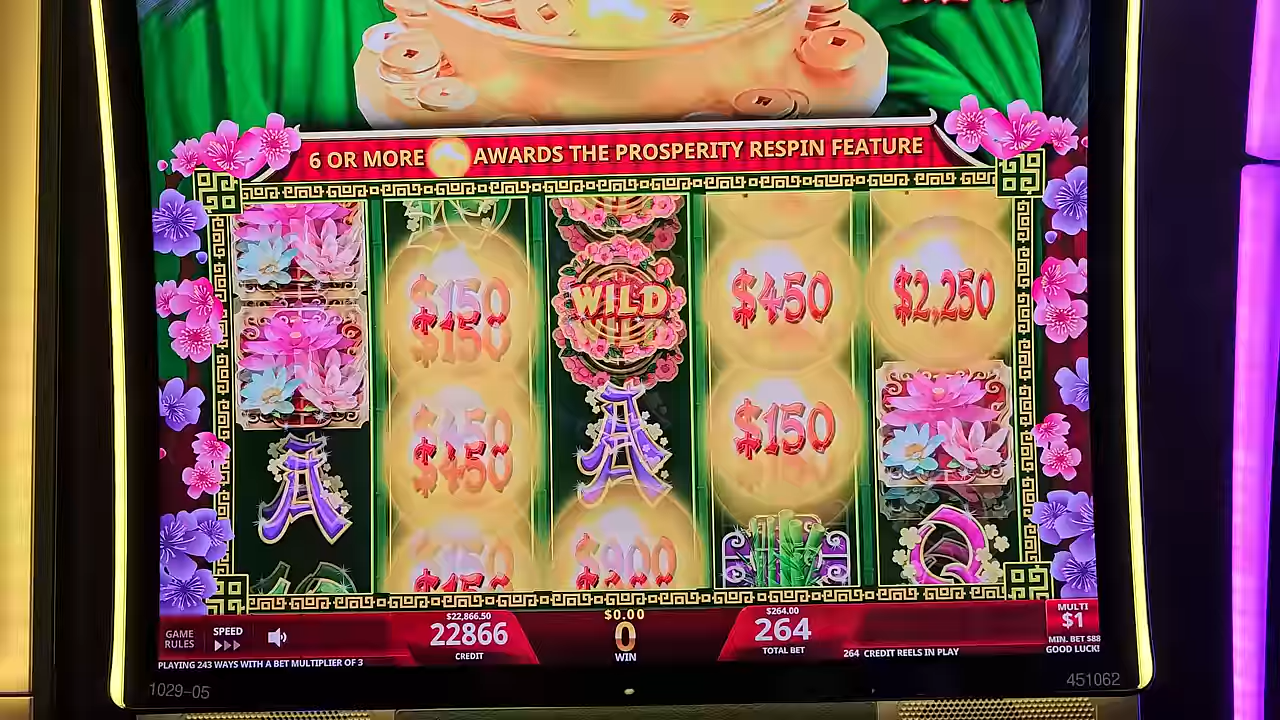 6 OR MORE AWARDS THE PROSPERITY RESPIN FEATURE
$150
$450
$150
WILD
A
$900
$450
$150
$2,250
Q
A
GAME RULES
SPEED
$22,866.50
22866
CREDIT
$0.00
0
WIN
$264.00
264
TOTAL BET
264 CREDIT REELS IN PLAY
MULTI
$1
MIN. BET $88
GOOD LUCK!
PLAYING 243 WAYS WITH A BET MULTIPLIER OF 3
1029-05
451062